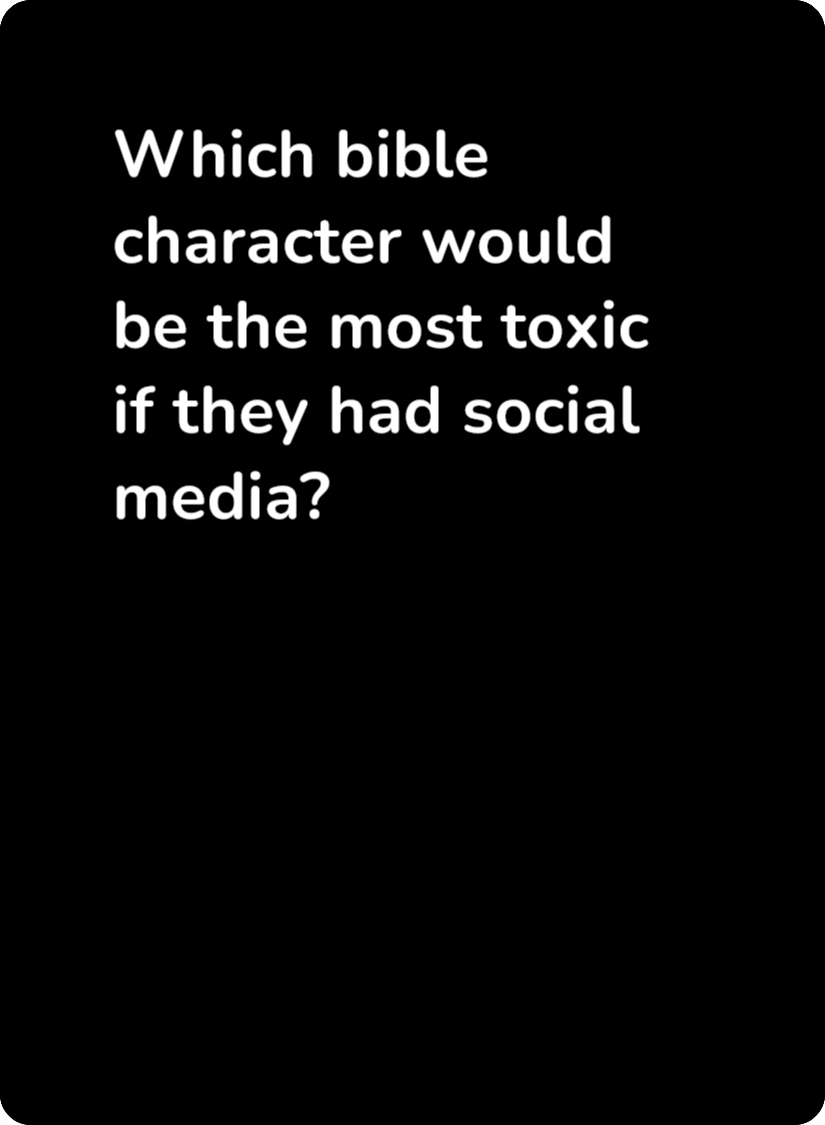 Which bible
character would
be the most toxic
if they had social
media?